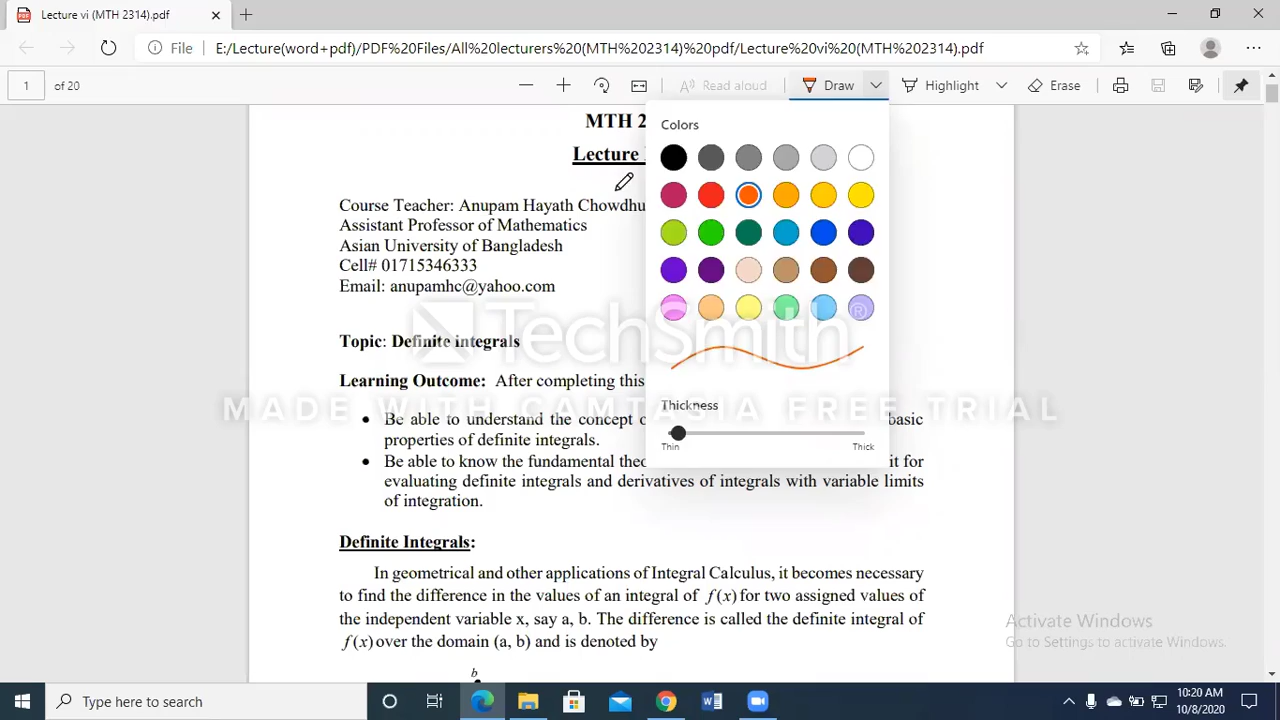 Lecture vi (MTH 2314).pdf
File
E:/Lecture(word+pdf)/PDF%20Files/All%20lecturers%20(MTH%202314)%20pdf/Lecture%20vi%20(MTH%202314).pdf
1 of 20
Read aloud
Draw
Highlight
Erase
Colors
Thickness
Thin
Thick
MTH 2
Lecture
Course Teacher: Anupam Hayath Chowdhu
Assistant Professor of Mathematics
Asian University of Bangladesh
Cell# 01715346333
Email: anupamhc@yahoo.com
Topic: Definite integrals
Learning Outcome: After completing this
• Be able to understand the concept o basic
properties of definite integrals.
• Be able to know the fundamental theo it for
evaluating definite integrals and derivatives of integrals with variable limits
of integration.
Definite Integrals:
In geometrical and other applications of Integral Calculus, it becomes necessary
to find the difference in the values of an integral of f(x) for two assigned values of
the independent variable x, say a, b. The difference is called the definite integral of
f(x) over the domain (a, b) and is denoted by
b
TechSmith®
MADE WITH CAMTASIA FREE TRIAL
Activate Windows
Go to Settings to activate Windows.
Type here to search
10:20 AM
10/8/2020